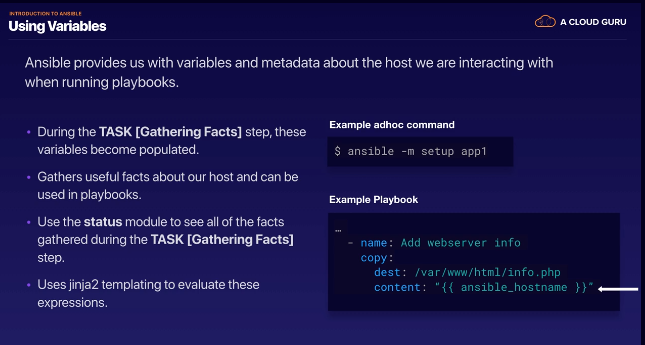 INTRODUCTION TO ANSIBLE
Using Variables
A CLOUD GURU
Ansible provides us with variables and metadata about the host we are interacting with
when running playbooks.
• During the TASK [Gathering Facts] step, these
variables become populated.
• Gathers useful facts about our host and can be
used in playbooks.
• Use the status module to see all of the facts
gathered during the TASK [Gathering Facts]
step.
• Uses jinja2 templating to evaluate these
expressions.
Example adhoc command
$ ansible -m setup app1
Example Playbook
…
- name: Add webserver info
copy:
dest: /var/www/html/info.php
content: "{{ ansible_hostname }}"